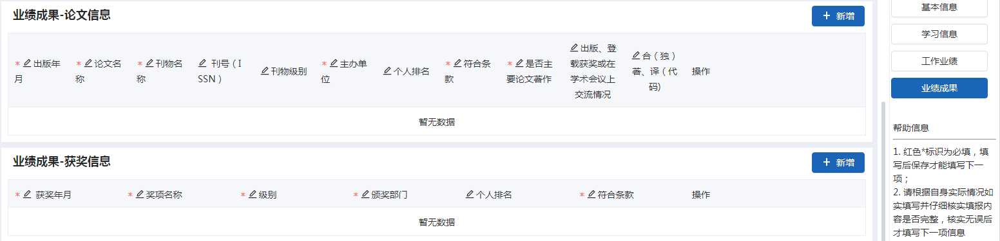 业绩成果-论文信息
+ 新增
* 出版年月
* 论文名称
* 刊物名称
刊号（ISSN）
刊物级别
* 主办单位
个人排名
* 符合条款
* 是否主要论文著作
出版、登载获奖或在学术会议上交流情况
合（独）著、译（代码)
操作
暂无数据
业绩成果-获奖信息
+ 新增
* 获奖年月
* 奖项名称
* 级别
* 颁奖部门
个人排名
* 符合条款
操作
暂无数据
基本信息
学习信息
工作业绩
业绩成果
帮助信息
1. 红色*标识为必填，填
写后保存才能填写下一
项；
2. 请根据自身实际情况如
实填写并仔细核实填报内
容是否完整，核实无误后
才填写下一项信息